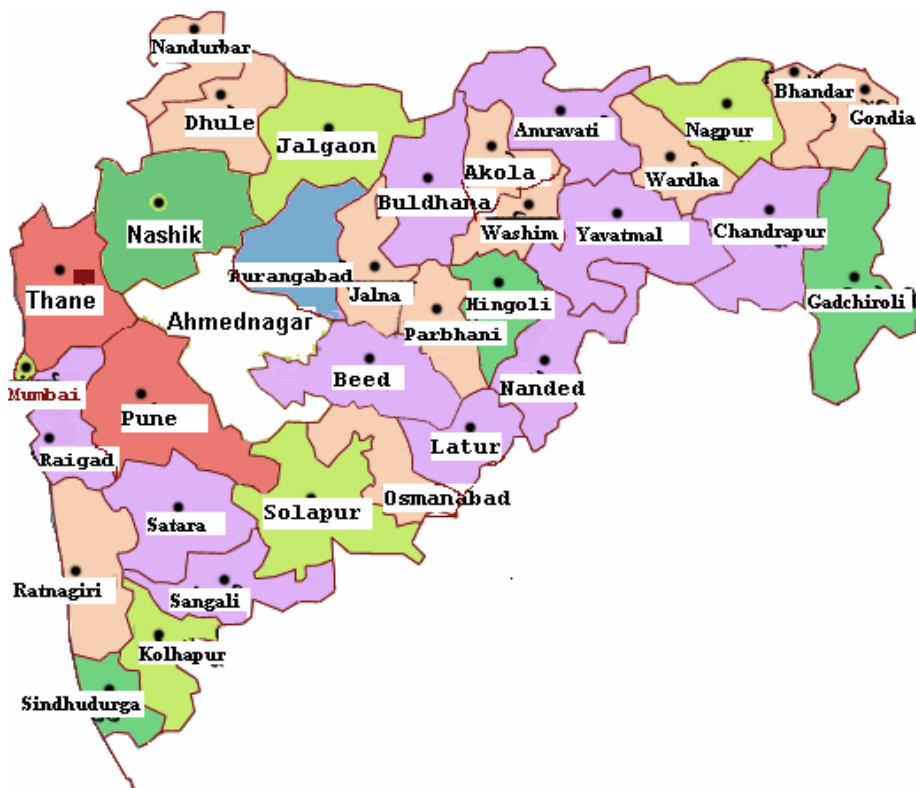 Nandurbar
Dhule
Jalgaon
Akola
Amravati
Nagpur
Bhandar
Gondia
Buldhana
Wardha
Nashik
Washim
Yavatmal
Chandrapur
Aurangabad
Thane
Jalna
Hingoli
Gadchiroli
Ahmednagar
Parbhani
Beed
Nanded
Mumbai
Pune
Latur
Raigad
Osmanabad
Solapur
Satara
Ratnagiri
Sangali
Kolhapur
Sindhudurga